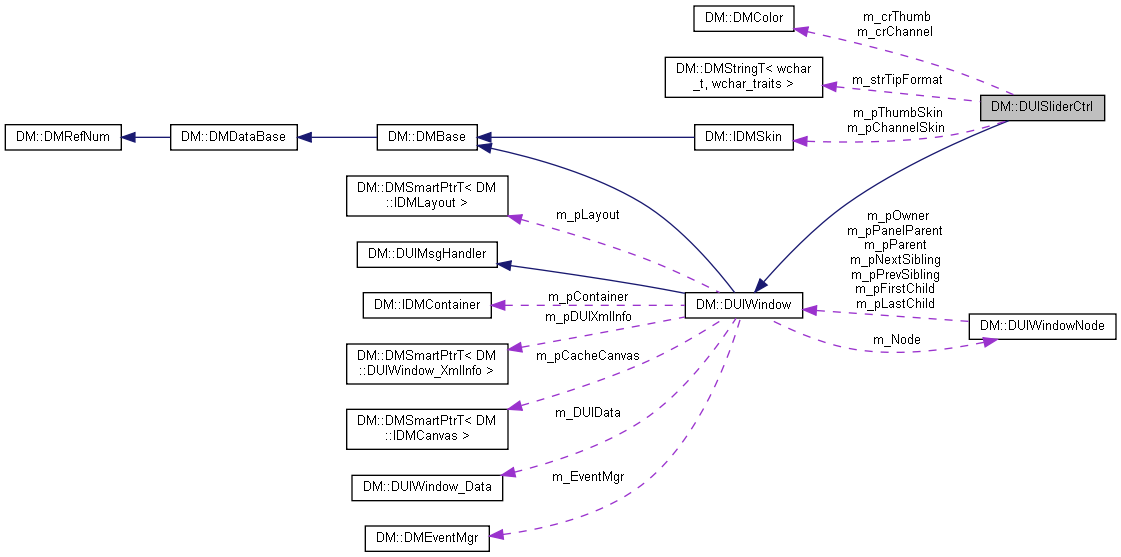 DM::DMColor
m_crThumb
m_crChannel
DM::DMStringT< wchar
_t, wchar_traits >
m_strTipFormat
DM::DUISliderCtrl
m_pThumbSkin
m_pChannelSkin
DM::DMRefNum
DM::DMDataBase
DM::DMBase
DM::IDMSkin
DM::DMSmartPtrT< DM
::IDMLayout >
m_pLayout
m_pOwner
m_pPanelParent
m_pParent
m_pNextSibling
m_pPrevSibling
m_pFirstChild
m_pLastChild
DM::DUIMsgHandler
DM::IDMContainer
m_pContainer
DM::DUIWindow
m_pDUIXmlInfo
DM::DUIWindowNode
m_Node
DM::DMSmartPtrT< DM
::DUIWindow_XmlInfo >
m_pCacheCanvas
DM::DMSmartPtrT< DM
::IDMCanvas >
m_DUIData
DM::DUIWindow_Data
m_EventMgr
DM::DMEventMgr